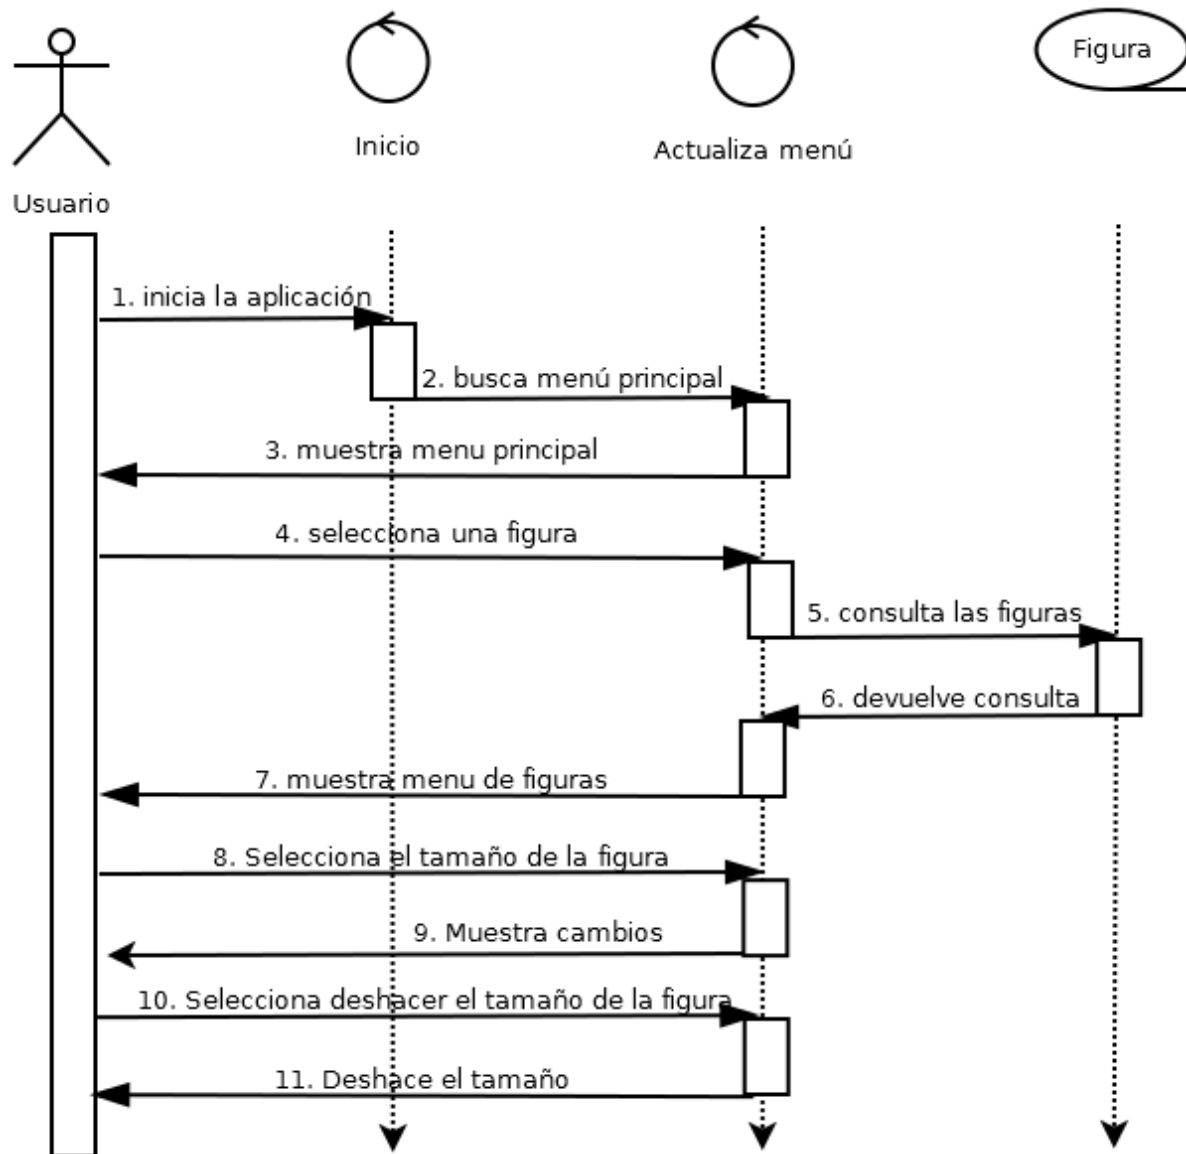 Figura
Inicio
Actualiza menú
Usuario
1. inicia la aplicación
2. busca menú principal
3. muestra menu principal
4. selecciona una figura
5. consulta las figuras
6. devuelve consulta
7. muestra menu de figuras
8. Selecciona el tamaño de la figura
9. Muestra cambios
10. Selecciona deshacer el tamaño de la figura
11. Deshace el tamaño